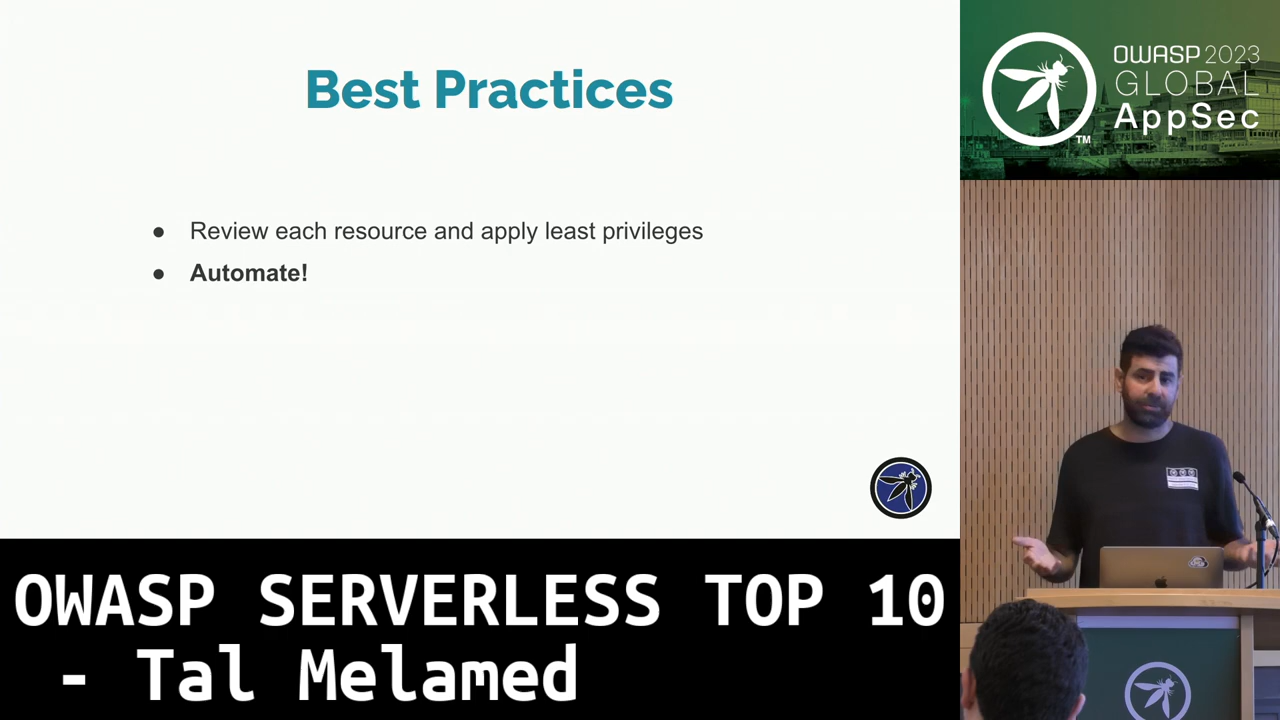 Best Practices
● Review each resource and apply least privileges
● Automate!
OWASP SERVERLESS TOP 10
- Tal Melamed
OWASP 2023
GLOBAL
AppSec
TM